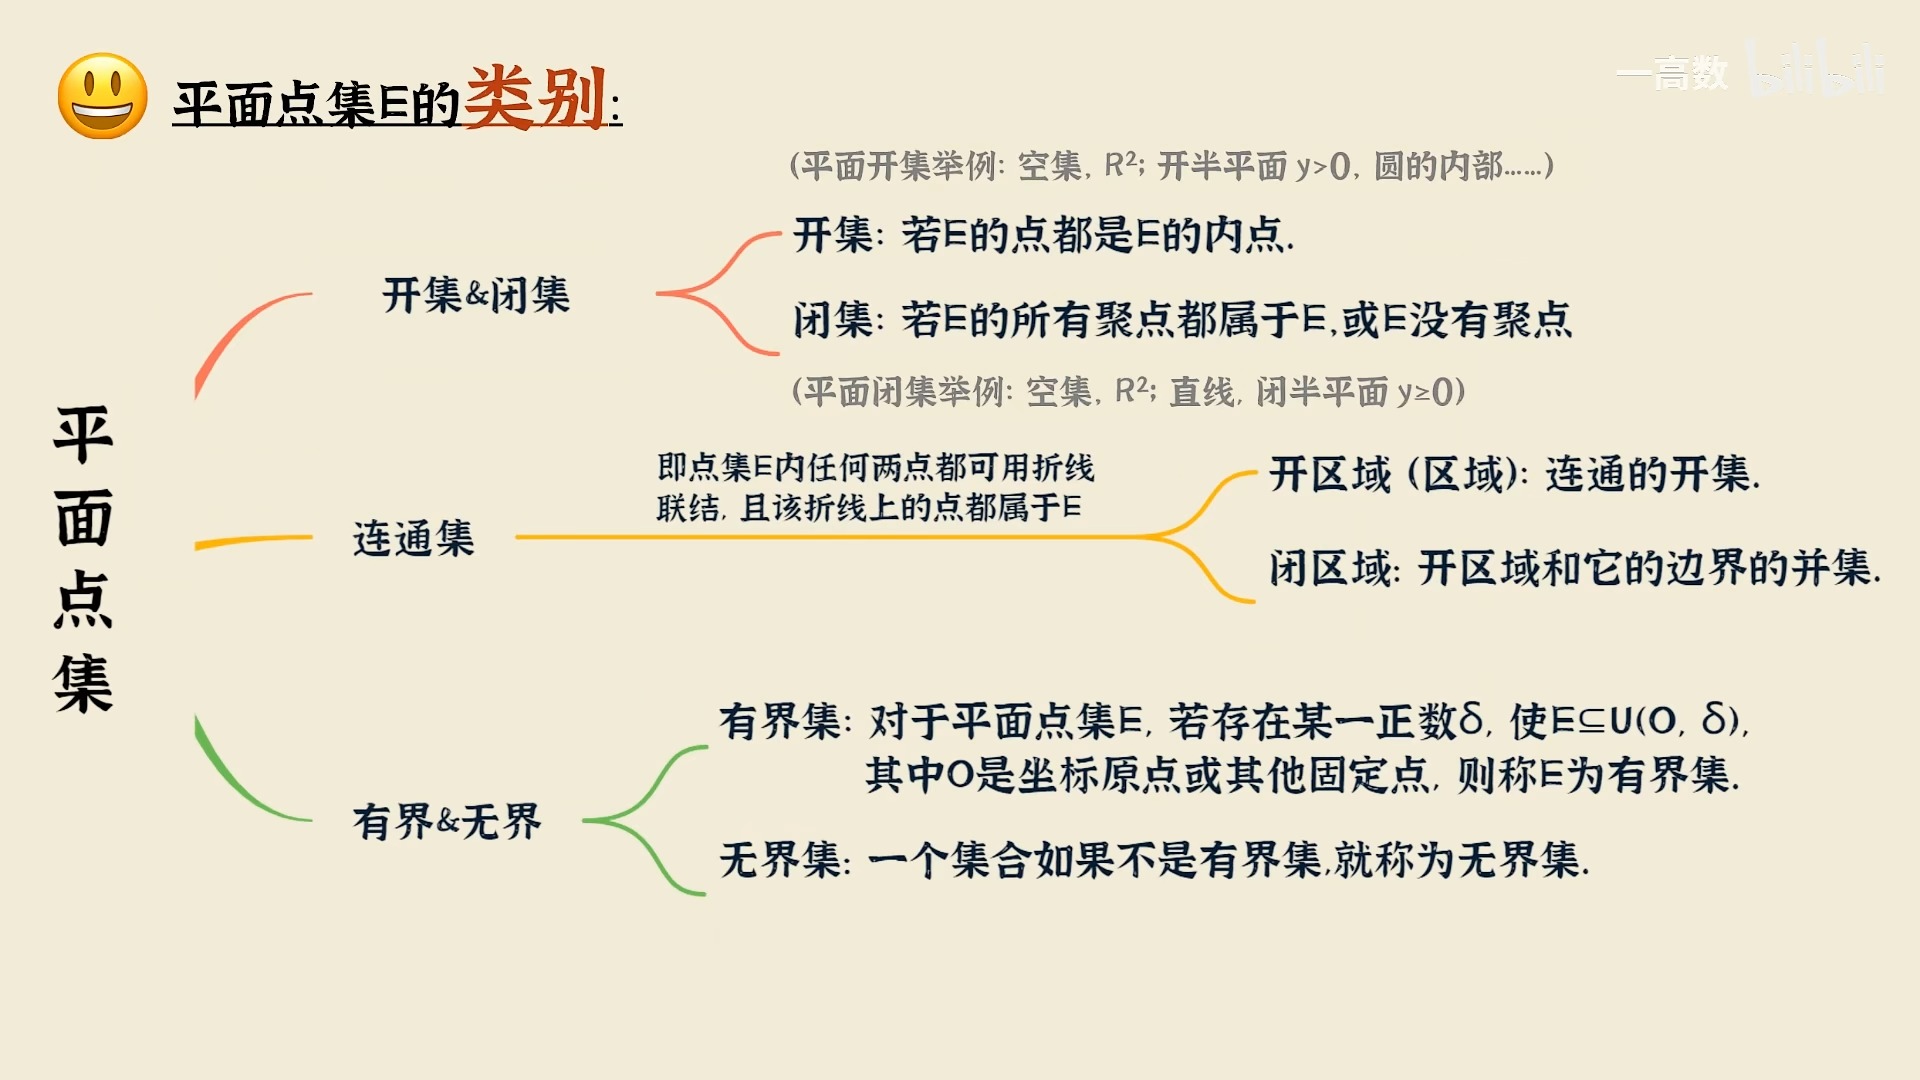 平面点集E的类别:
一高数 bilibili
(平面开集举例: 空集, R²; 开半平面 y>0, 圆的内部……)
开集: 若E的点都是E的内点.
开集&闭集
闭集: 若E的所有聚点都属于E,或E没有聚点
(平面闭集举例: 空集, R²; 直线, 闭半平面 y≥0)
平面点集
即点集E内任何两点都可用折线
联结, 且该折线上的点都属于E
连通集
开区域 (区域): 连通的开集.
闭区域: 开区域和它的边界的并集.
有界集: 对于平面点集E, 若存在某一正数δ, 使E⊆U(O, δ),
其中O是坐标原点或其他固定点, 则称E为有界集.
有界&无界
无界集: 一个集合如果不是有界集,就称为无界集.